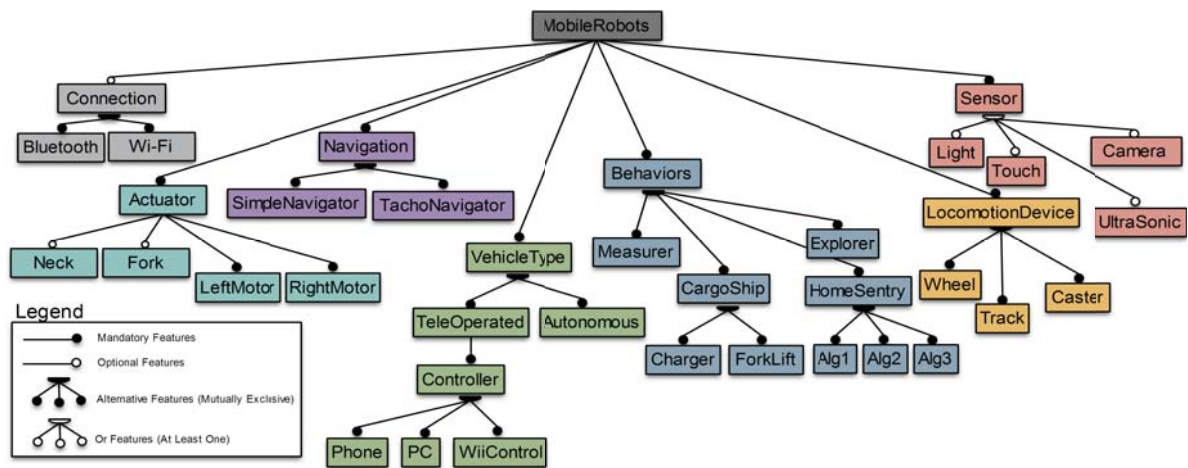 MobileRobots
Connection
Sensor
Bluetooth
Wi-Fi
Navigation
Light
Camera
Touch
Behaviors
Actuator
SimpleNavigator
TachoNavigator
LocomotionDevice
UltraSonic
Neck
Fork
VehicleType
Measurer
Explorer
LeftMotor
RightMotor
CargoShip
HomeSentry
Wheel
Caster
Track
TeleOperated
Autonomous
Charger
ForkLift
Alg1
Alg2
Alg3
Controller
Phone
PC
WiiControl
Legend
Mandatory Features
Optional Features
Alternative Features (Mutually Exclusive)
Or Features (At Least One)